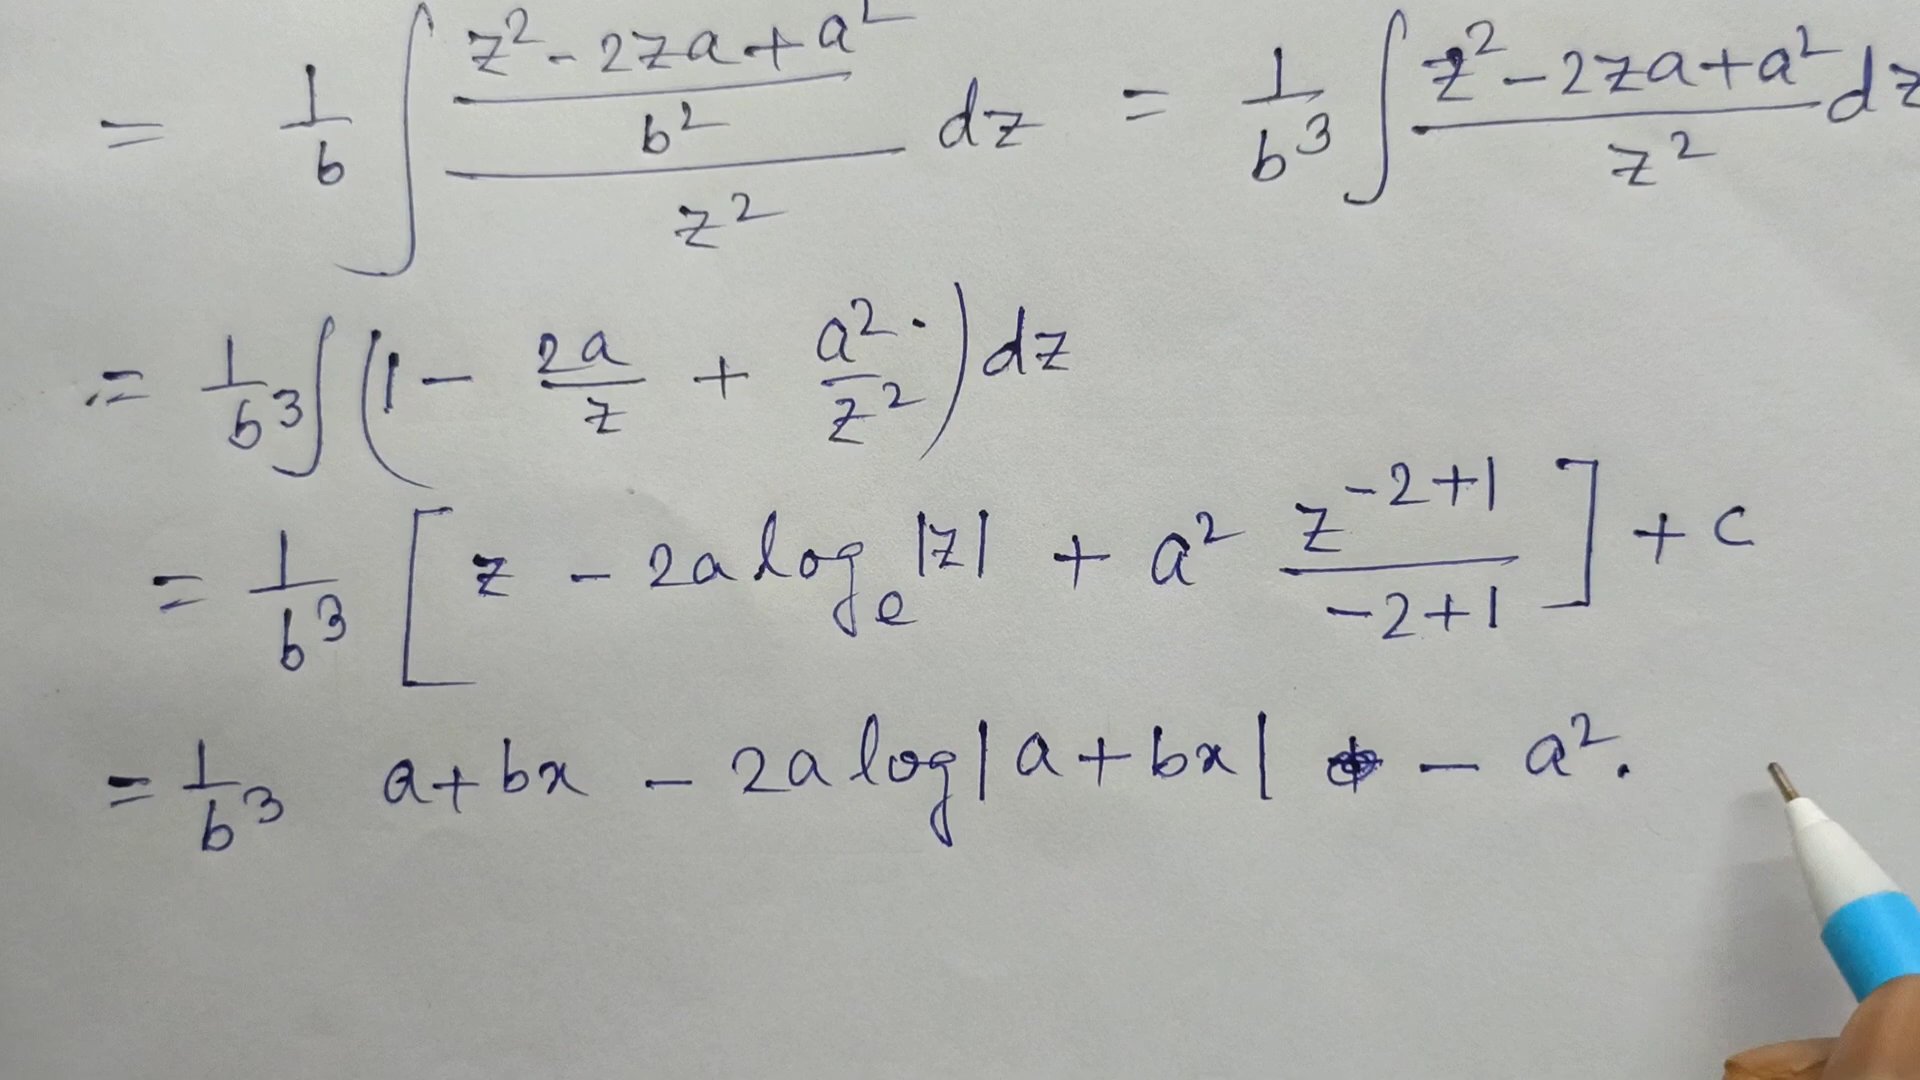 = 1/b ∫ ((z² - 2za + a²)/b²)/z² dz = 1/b³ ∫ (z² - 2za + a²)/z² dz
= 1/b³ ∫ (1 - 2a/z + a²/z²) dz
= 1/b³ [z - 2a logₑ |z| + a² z⁻²⁺¹/(-2+1)] + c
= 1/b³ a + bx - 2a log|a + bx| - a².